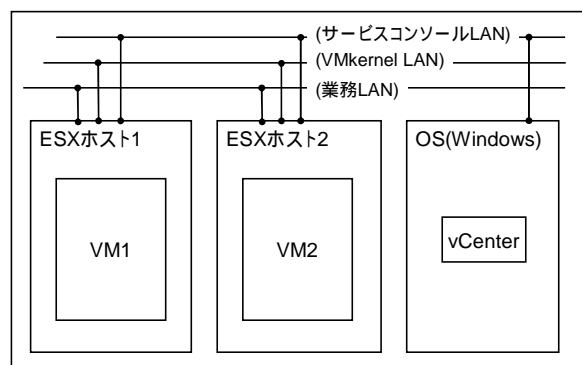 (サービスコンソールLAN)
(VMkernel LAN)
(業務LAN)
ESXホスト1
ESXホスト2
OS(Windows)
VM1
VM2
vCenter